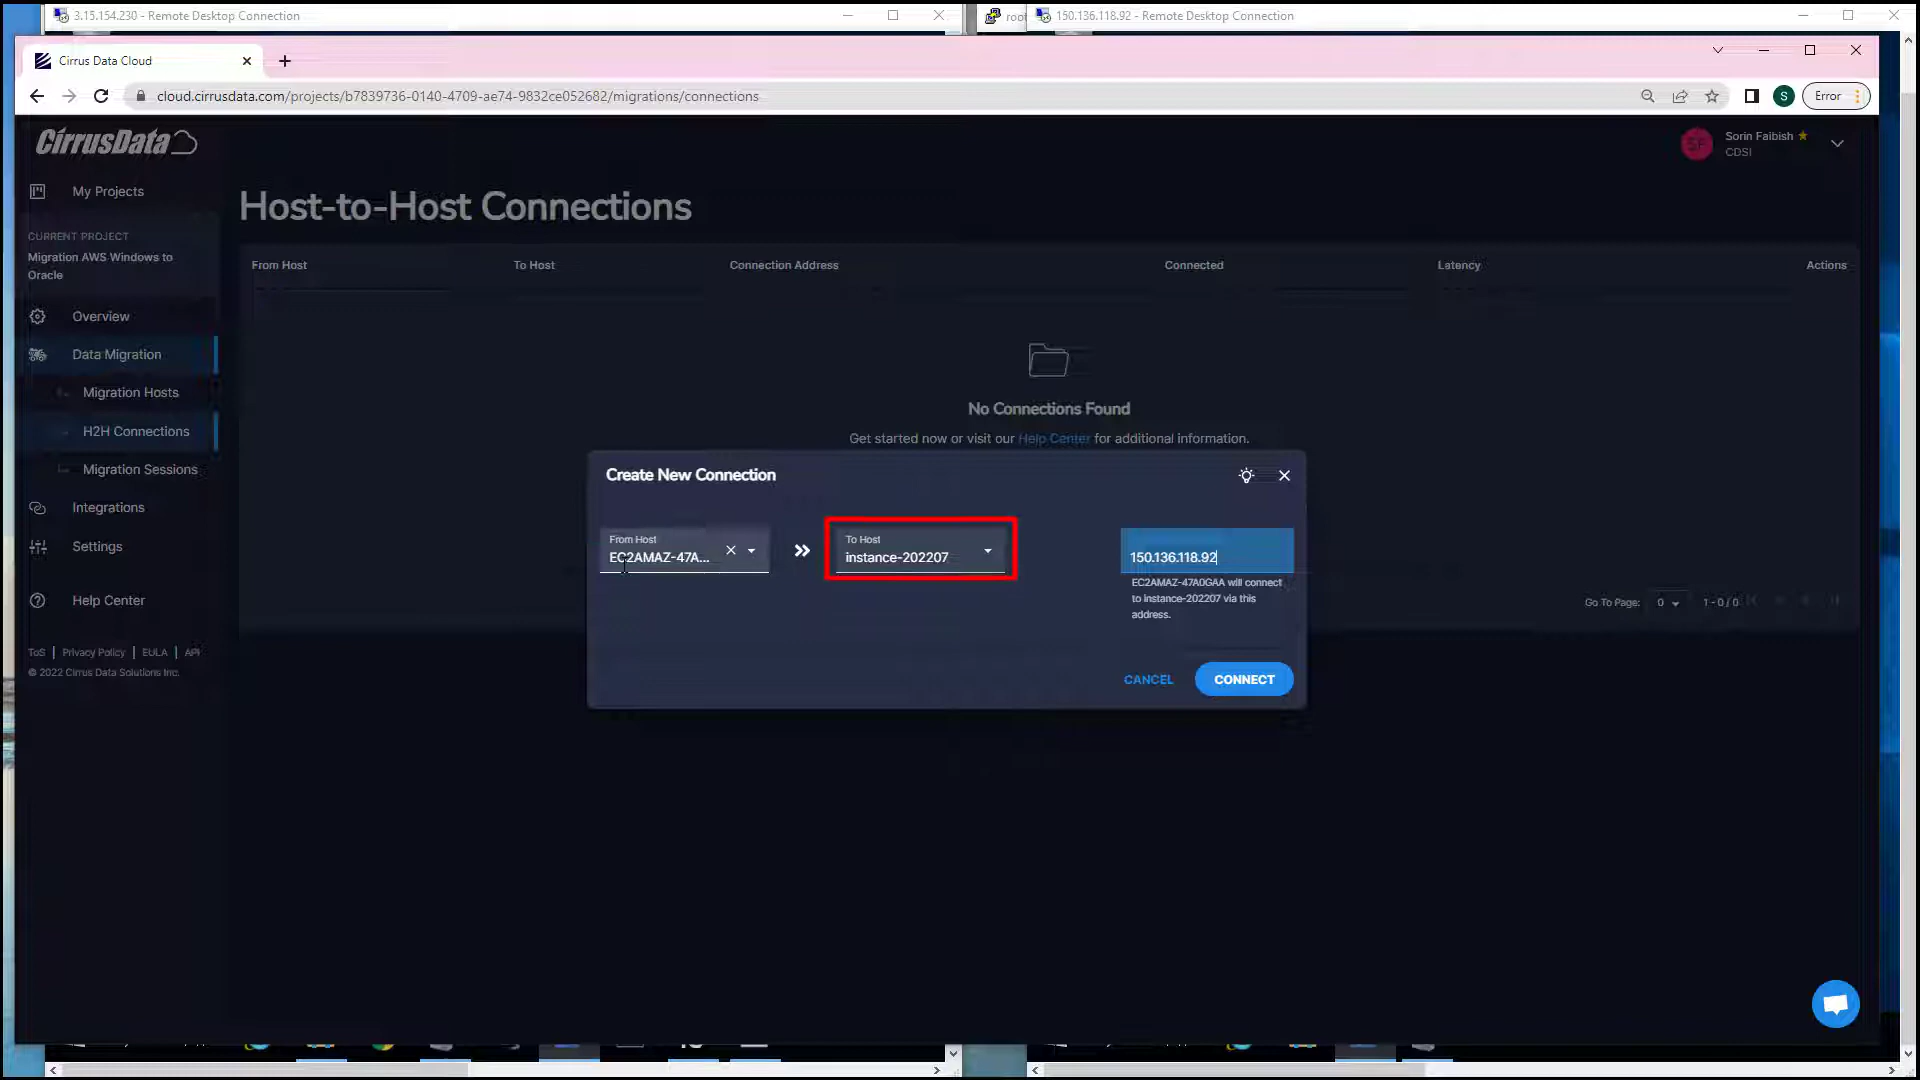 3.15.154.230 - Remote Desktop Connection
root
150.136.118.92 - Remote Desktop Connection
Cirrus Data Cloud
cloud.cirrusdata.com/projects/b7839736-0140-4709-ae74-9832ce052682/migrations/connections
S
Error
CirrusData
SF
Sorin Faibish
CDSI
My Projects
Host-to-Host Connections
CURRENT PROJECT
Migration AWS Windows to
Oracle
From Host
To Host
Connection Address
Connected
Latency
Actions
Overview
Data Migration
Migration Hosts
No Connections Found
H2H Connections
Get started now or visit our Help Center for additional information.
Migration Sessions
Create New Connection
Integrations
Settings
From Host
EC2AMAZ-47A...
To Host
instance-202207
150.136.118.92
EC2AMAZ-47A0GAA will connect
to instance-202207 via this
address.
Help Center
Go To Page: 0 1 - 0 / 0
ToS | Privacy Policy | EULA | API
© 2022 Cirrus Data Solutions Inc.
CANCEL
CONNECT